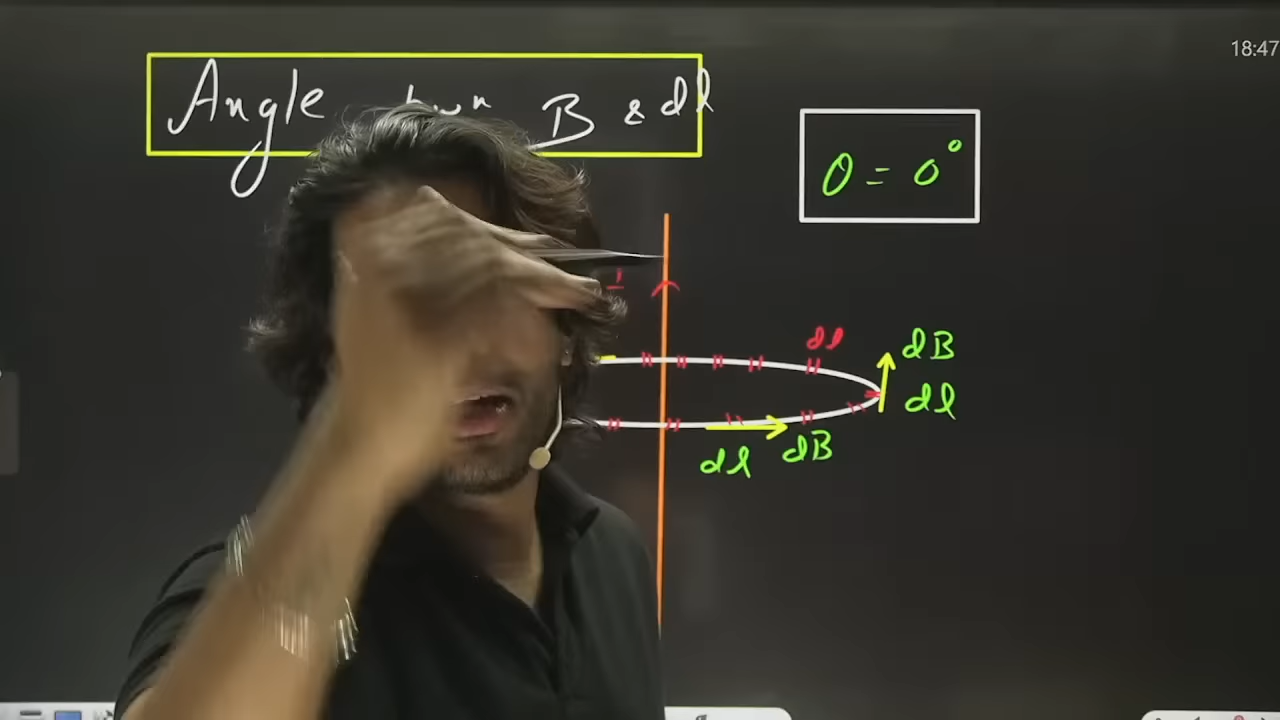 18:47
Angle B & dl
θ = 0°
dl
dB
dl
dl dB